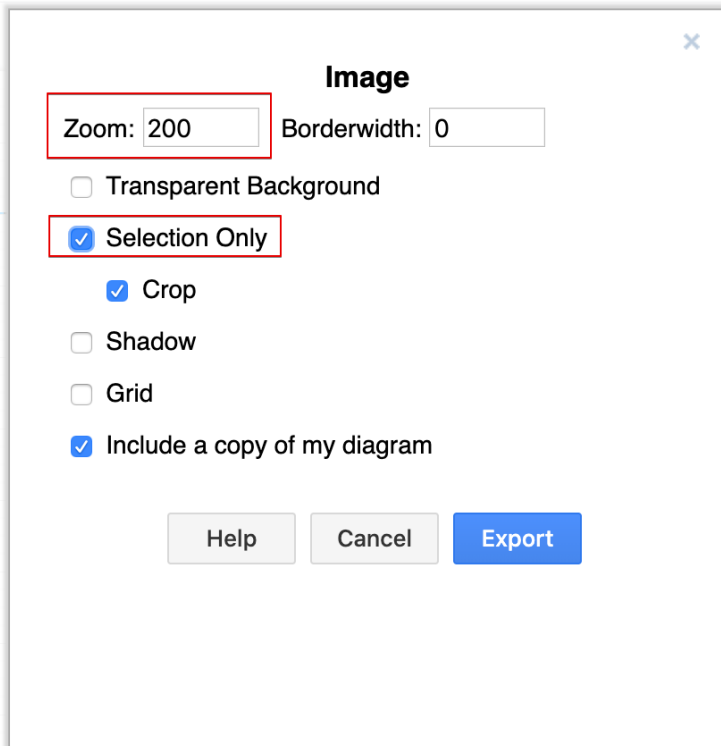 Image
Zoom: 200 Borderwidth: 0
Transparent Background
Selection Only
Crop
Shadow
Grid
Include a copy of my diagram
Help Cancel Export